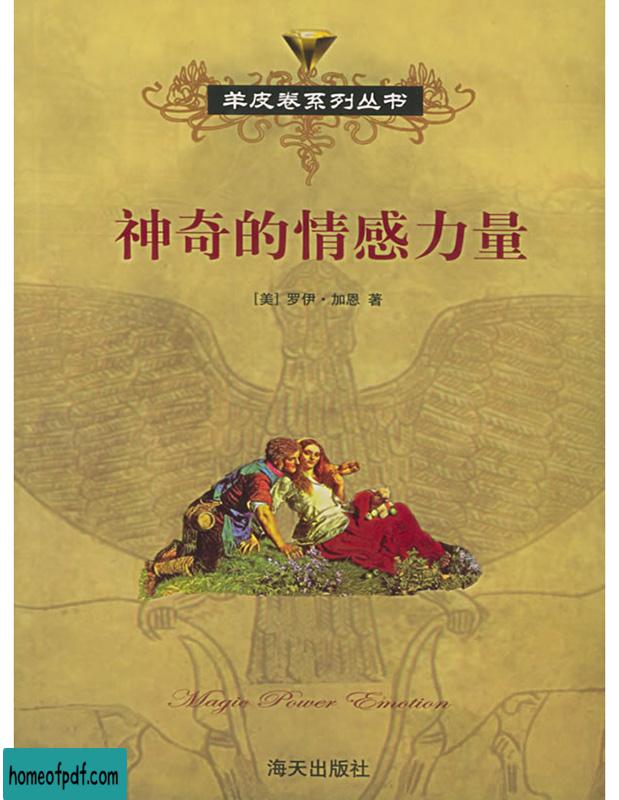 羊皮卷系列丛书
神奇的情感力量
[美] 罗伊·加恩 著
Magic Power Emotion
海天出版社
homeofpdf.com